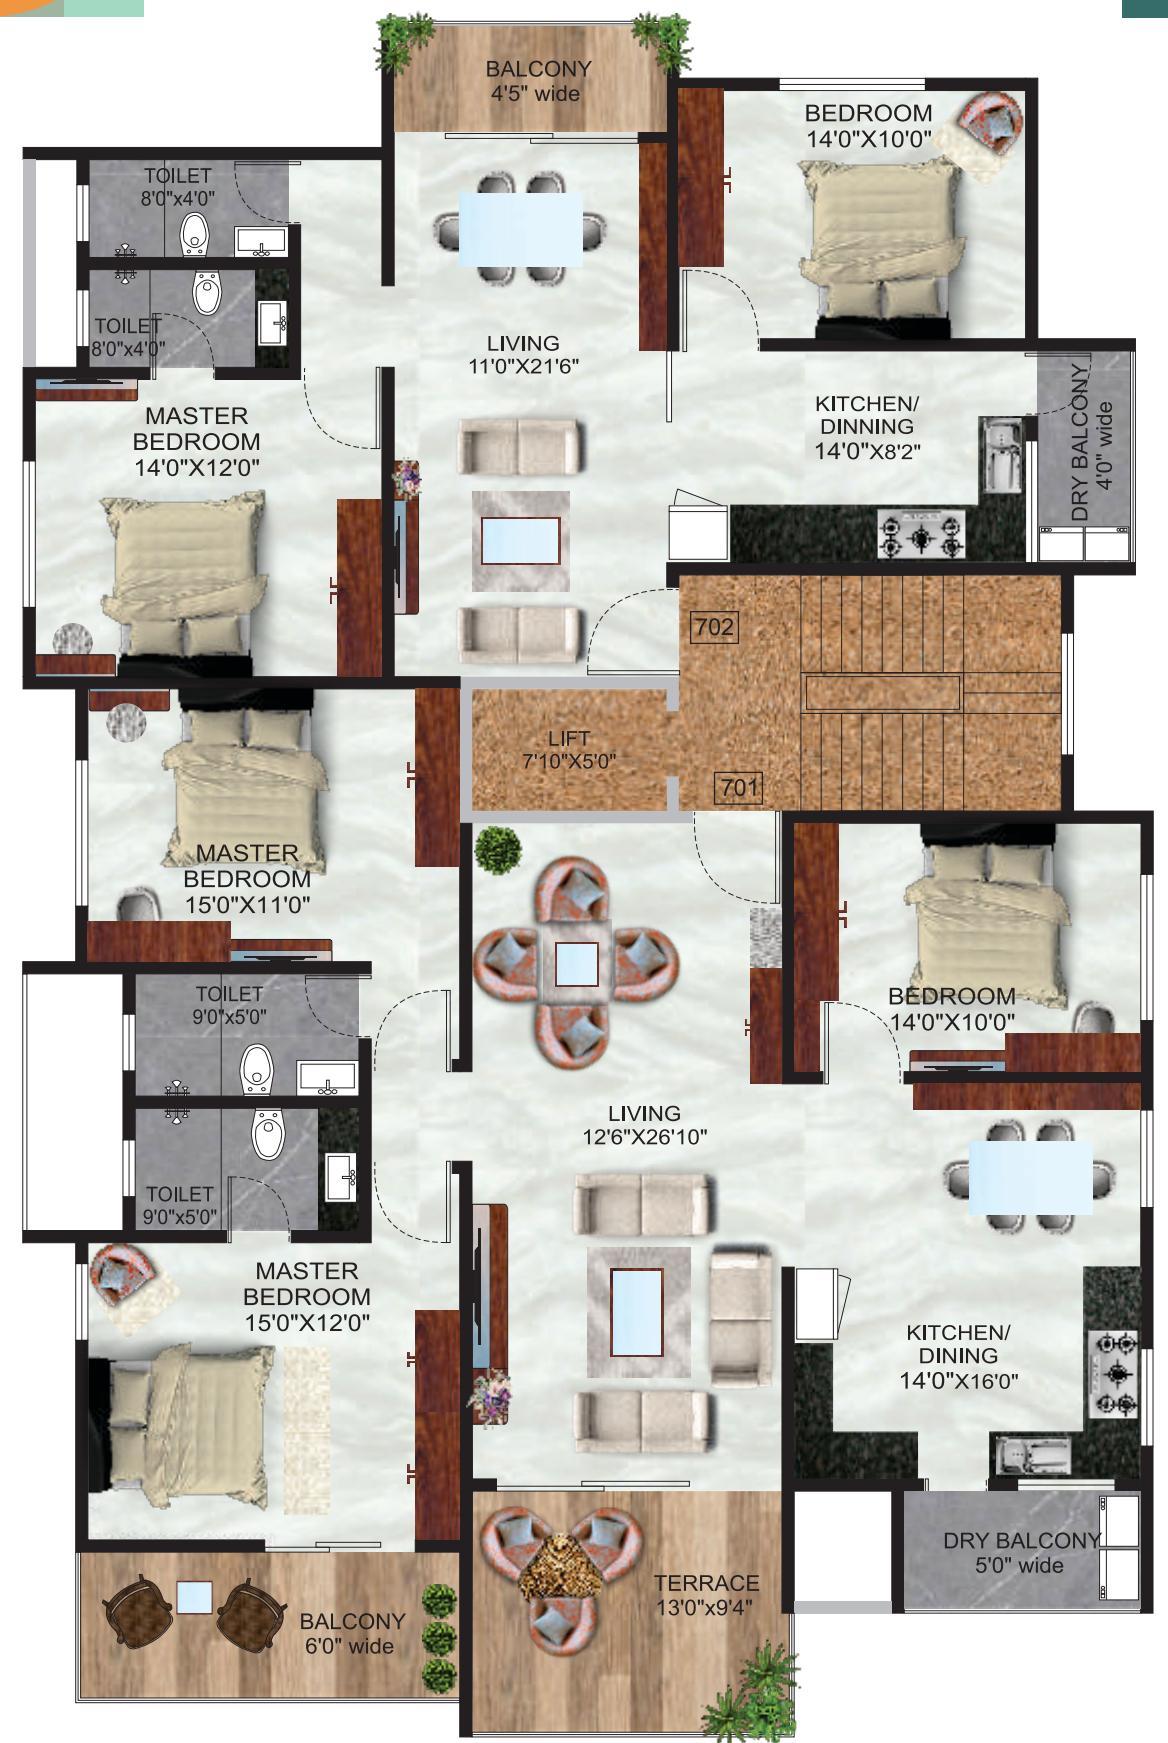 BALCONY
4'5" wide
BEDROOM
14'0"X10'0"
TOILET
8'0"x4'0"
TOILET
8'0"x4'0"
LIVING
11'0"X21'6"
MASTER
BEDROOM
14'0"X12'0"
KITCHEN/
DINNING
14'0"X8'2"
DRY BALCONY
4'0" wide
702
LIFT
7'10"X5'0"
701
MASTER
BEDROOM
15'0"X11'0"
BEDROOM
14'0"X10'0"
TOILET
9'0"x5'0"
LIVING
12'6"X26'10"
TOILET
9'0"x5'0"
MASTER
BEDROOM
15'0"X12'0"
KITCHEN/
DINING
14'0"X16'0"
DRY BALCONY
5'0" wide
TERRACE
13'0"x9'4"
BALCONY
6'0" wide